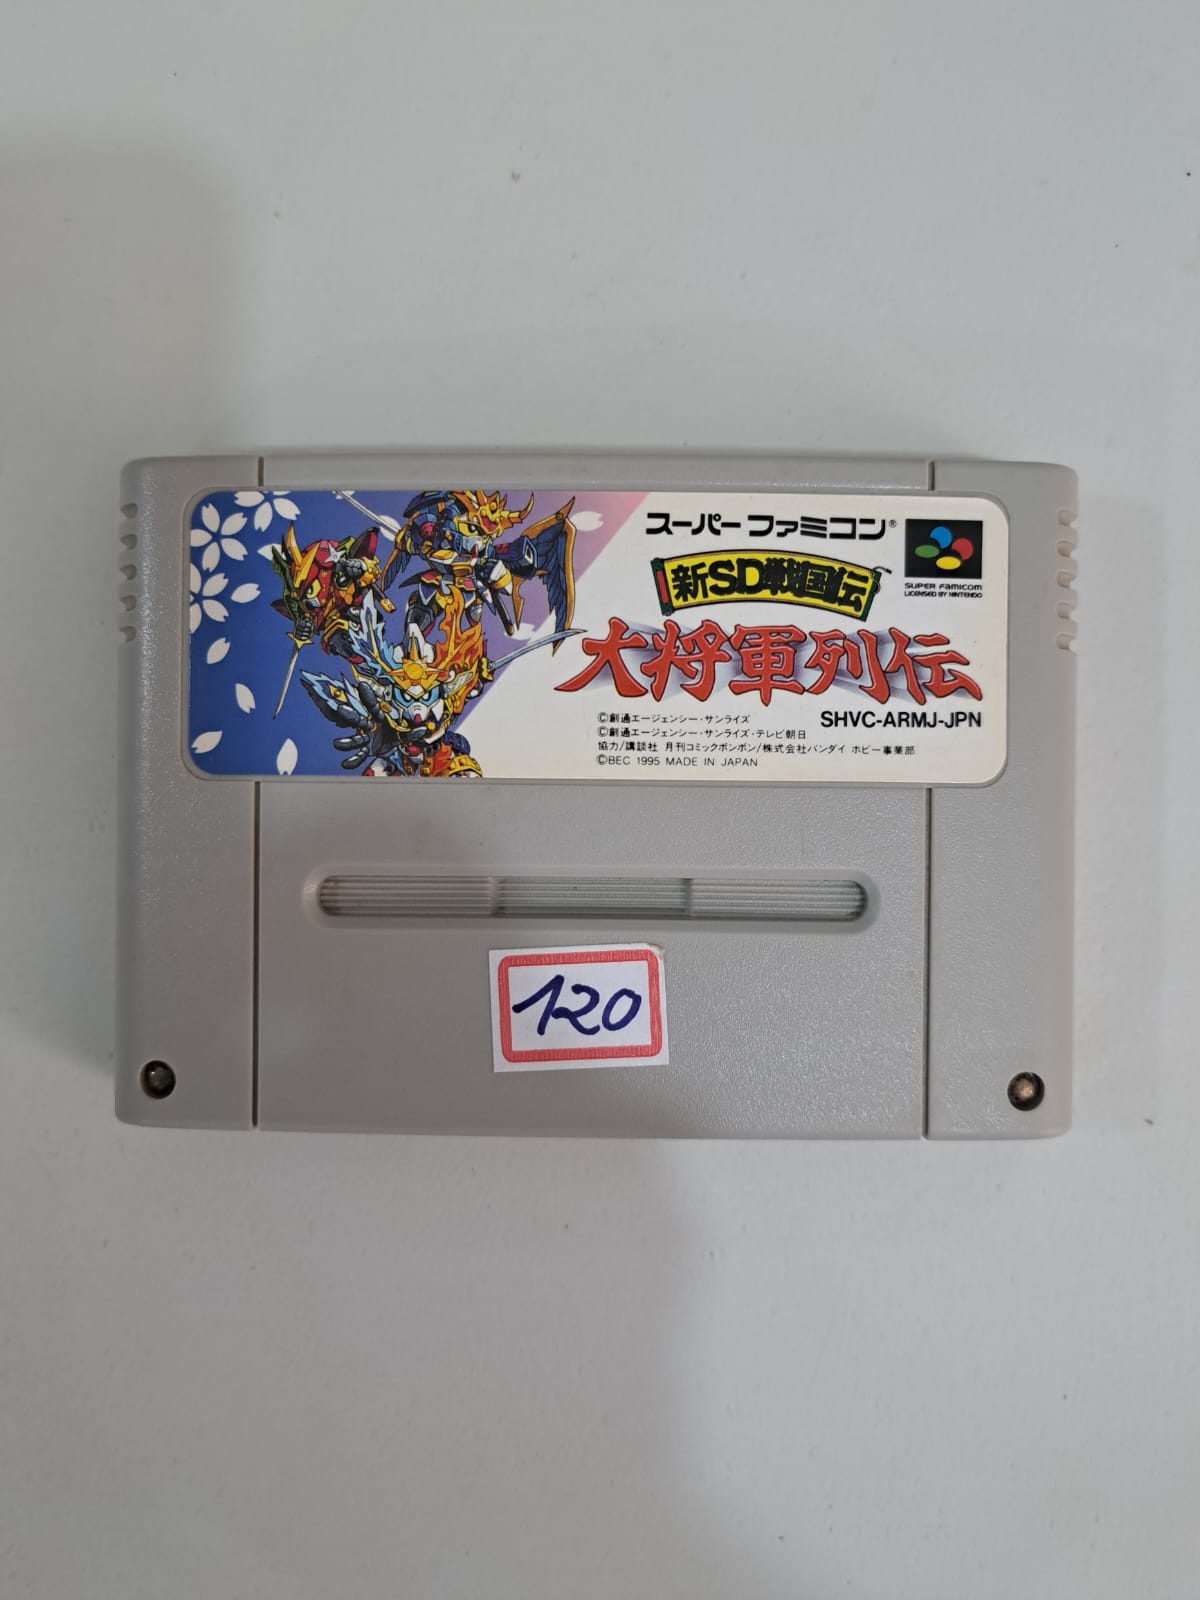 スーパーファミコン®
SUPER FAMICOM
LICENSED BY NINTENDO
新SD戦国伝
大将軍列伝
SHVC-ARMJ-JPN
©創通エージェンシー・サンライズ
©創通エージェンシー・サンライズ・テレビ朝日
協力/講談社 月刊コミックボンボン/株式会社バンダイ ホビー事業部
©BEC 1995 MADE IN JAPAN
120